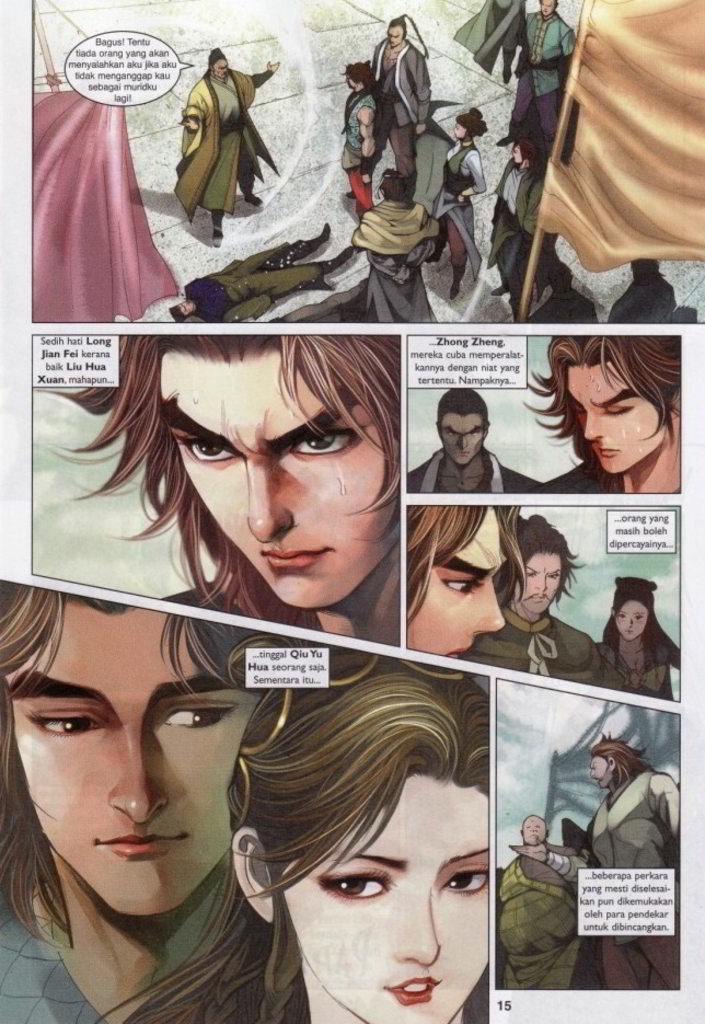 Bagus! Tentu
tiada orang yang akan
menyalahkan aku jika aku
tidak menganggap kau
sebagai muridku
lagi!
Sedih hati Long
Jian Fei kerana
baik Liu Hua
Xuan, mahapun...
...Zhong Zheng,
mereka cuba memperalat-
kannya dengan niat yang
tertentu. Nampaknya...
...orang yang
masih boleh
dipercayainya...
...tinggal Qiu Yu
Hua seorang saja.
Sementara itu...
...beberapa perkara
yang mesti diselesai-
kan pun dikemukakan
oleh para pendekar
untuk dibincangkan.
15